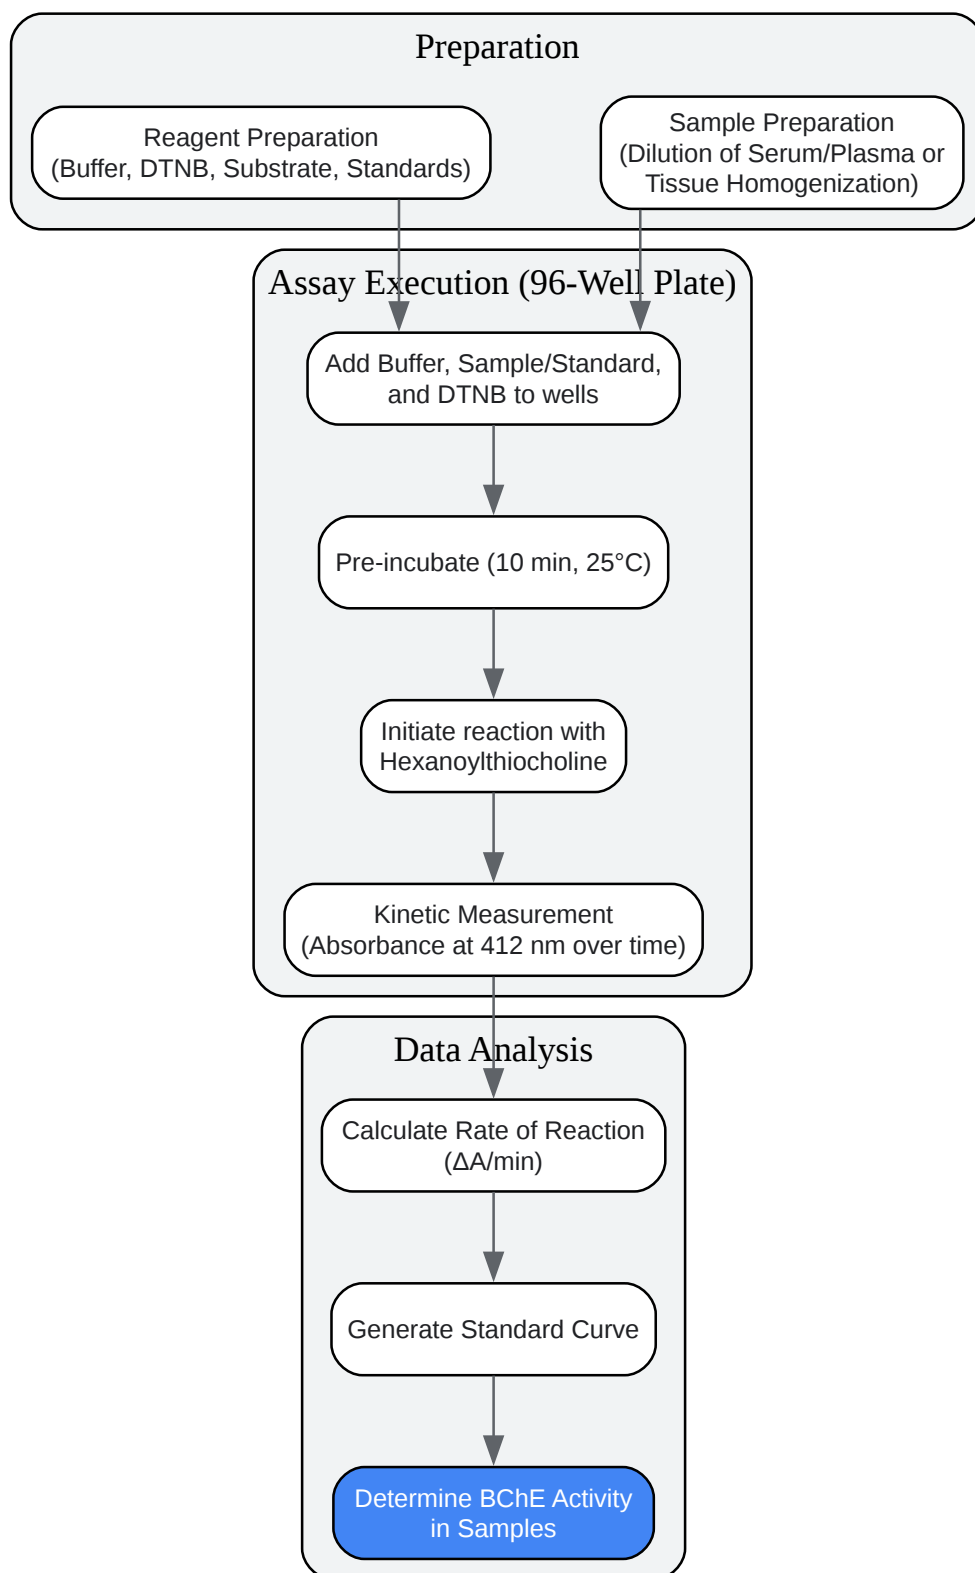 Preparation
Reagent Preparation
(Buffer, DTNB, Substrate, Standards)
Sample Preparation
(Dilution of Serum/Plasma or
Tissue Homogenization)
Assay Execution (96-Well Plate)
Add Buffer, Sample/Standard,
and DTNB to wells
Pre-incubate (10 min, 25°C)
Initiate reaction with
Hexanoylthiocholine
Kinetic Measurement
(Absorbance at 412 nm over time)
Data Analysis
Calculate Rate of Reaction
(ΔA/min)
Generate Standard Curve
Determine BChE Activity
in Samples